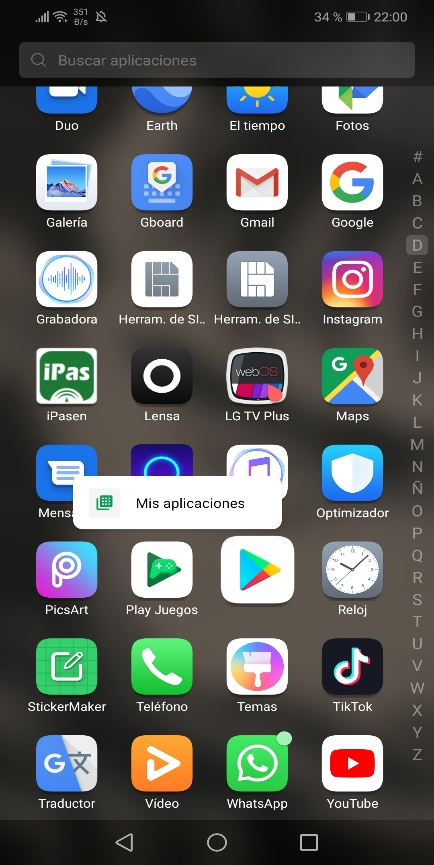 351
B/s
34 %
22:00
Buscar aplicaciones
Duo
Earth
El tiempo
Fotos
Galería
Gboard
Gmail
Google
Grabadora
Herram. de SI..
Herram. de SI..
Instagram
iPas
webOS
iPasen
Lensa
LG TV Plus
Maps
Mens
Optimizador
Mis aplicaciones
PicsArt
Play Juegos
Reloj
StickerMaker
Teléfono
Temas
TikTok
Traductor
Vídeo
WhatsApp
YouTube
#
A
B
C
D
E
F
G
H
I
J
K
L
M
N
Ñ
O
P
Q
R
S
T
U
V
W
X
Y
Z